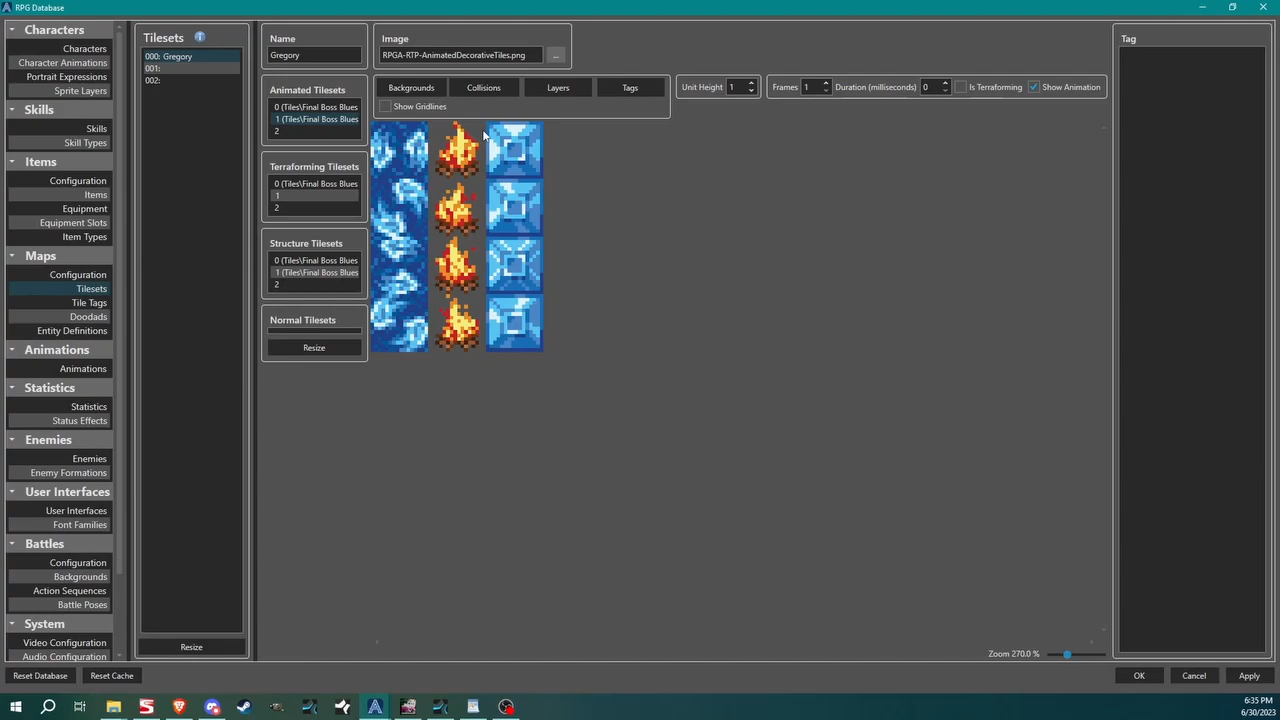 RPG Database
Characters
Characters
Character Animations
Portrait Expressions
Sprite Layers
Skills
Skills
Skill Types
Items
Configuration
Items
Equipment
Equipment Slots
Item Types
Maps
Configuration
Tilesets
Tile Tags
Doodads
Entity Definitions
Animations
Animations
Statistics
Statistics
Status Effects
Enemies
Enemies
Enemy Formations
User Interfaces
User Interfaces
Font Families
Battles
Configuration
Backgrounds
Action Sequences
Battle Poses
System
Video Configuration
Audio Configuration
Reset Database
Reset Cache
Tilesets
000: Gregory
001:
002:
Resize
Name
Gregory
Image
RPGA-RTP-AnimatedDecorativeTiles.png
...
Animated Tilesets
0 (Tiles\Final Boss Blues
1 (Tiles\Final Boss Blues
2
Terraforming Tilesets
0 (Tiles\Final Boss Blues
1
2
Structure Tilesets
0 (Tiles\Final Boss Blues
1 (Tiles\Final Boss Blues
2
Normal Tilesets
Resize
Backgrounds
Collisions
Layers
Tags
Show Gridlines
Unit Height 1
Frames 1
Duration (milliseconds) 0
Is Terraforming
Show Animation
Tag
Zoom 270.0 %
OK
Cancel
Apply
6:35 PM
6/30/2023